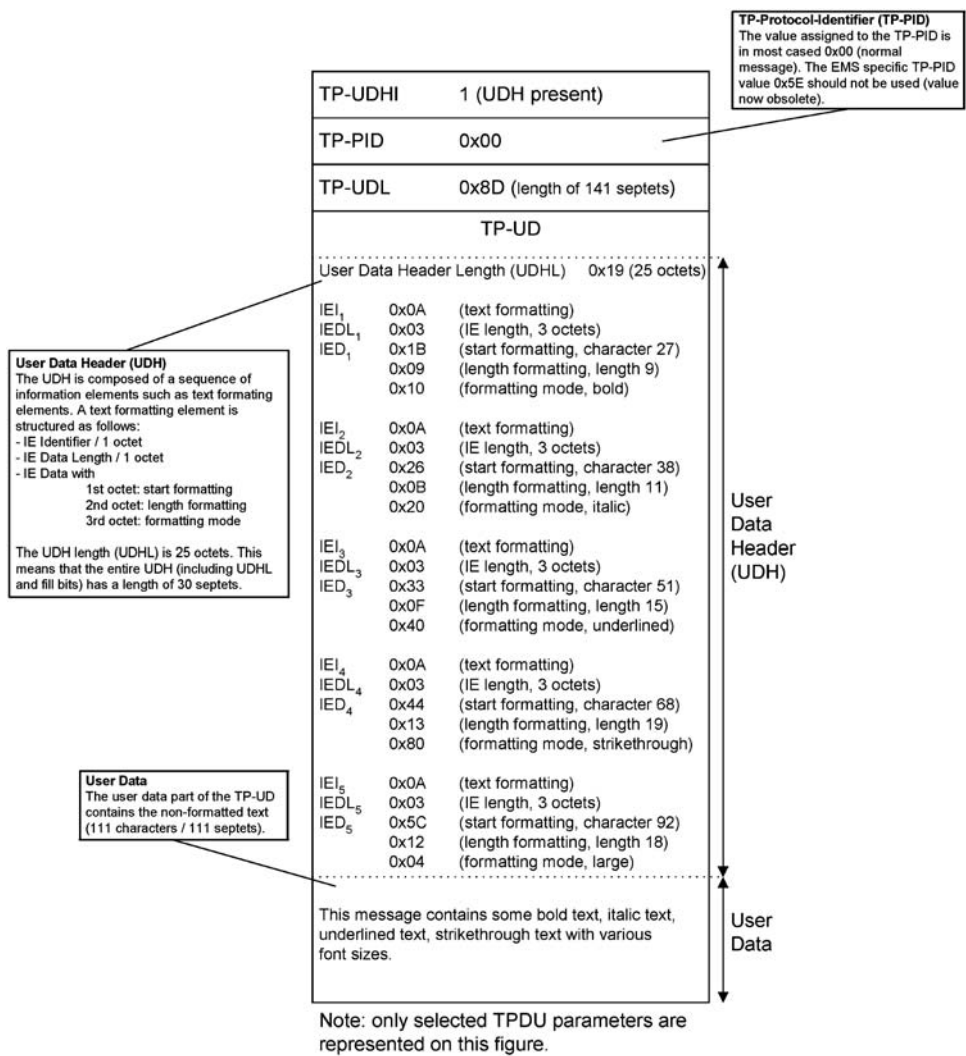 TP-Protocol-Identifier (TP-PID)
The value assigned to the TP-PID is
in most cased 0x00 (normal
message). The EMS specific TP-PID
value 0x5E should not be used (value
now obsolete).
TP-UDHI 1 (UDH present)
TP-PID 0x00
TP-UDL 0x8D (length of 141 septets)
TP-UD
User Data Header Length (UDHL) 0x19 (25 octets)
IEI1 0x0A (text formatting)
IEDL1 0x03 (IE length, 3 octets)
IED1 0x1B (start formatting, character 27)
0x09 (length formatting, length 9)
0x10 (formatting mode, bold)
User Data Header (UDH)
The UDH is composed of a sequence of
information elements such as text formating
elements. A text formatting element is
structured as follows:
- IE Identifier / 1 octet
- IE Data Length / 1 octet
- IE Data with
1st octet: start formatting
2nd octet: length formatting
3rd octet: formatting mode
The UDH length (UDHL) is 25 octets. This
means that the entire UDH (including UDHL
and fill bits) has a length of 30 septets.
IEI2 0x0A (text formatting)
IEDL2 0x03 (IE length, 3 octets)
IED2 0x26 (start formatting, character 38)
0x0B (length formatting, length 11)
0x20 (formatting mode, italic)
User
Data
Header
(UDH)
IEI3 0x0A (text formatting)
IEDL3 0x03 (IE length, 3 octets)
IED3 0x33 (start formatting, character 51)
0x0F (length formatting, length 15)
0x40 (formatting mode, underlined)
IEI4 0x0A (text formatting)
IEDL4 0x03 (IE length, 3 octets)
IED4 0x44 (start formatting, character 68)
0x13 (length formatting, length 19)
0x80 (formatting mode, strikethrough)
User Data
The user data part of the TP-UD
contains the non-formatted text
(111 characters / 111 septets).
IEI5 0x0A (text formatting)
IEDL5 0x03 (IE length, 3 octets)
IED5 0x5C (start formatting, character 92)
0x12 (length formatting, length 18)
0x04 (formatting mode, large)
This message contains some bold text, italic text,
underlined text, strikethrough text with various
font sizes.
User
Data
Note: only selected TPDU parameters are
represented on this figure.